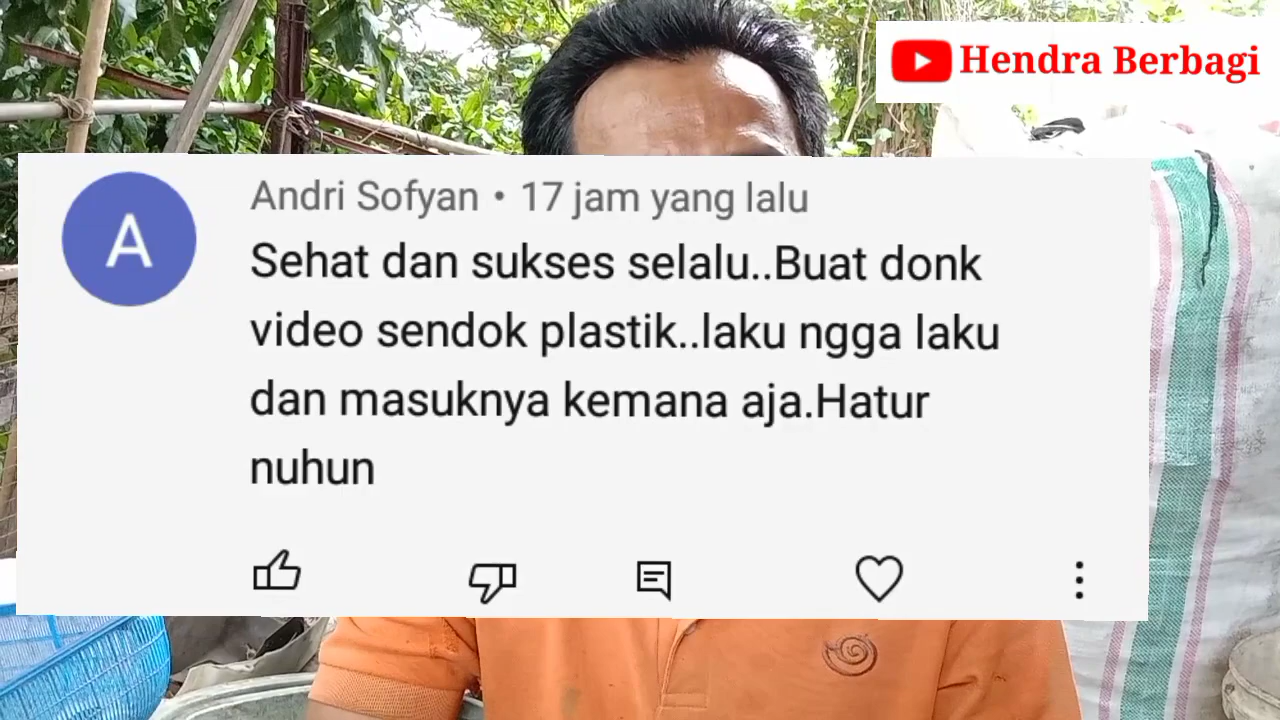 Hendra Berbagi
A
Andri Sofyan • 17 jam yang lalu
Sehat dan sukses selalu..Buat donk
video sendok plastik..laku ngga laku
dan masuknya kemana aja.Hatur
nuhun